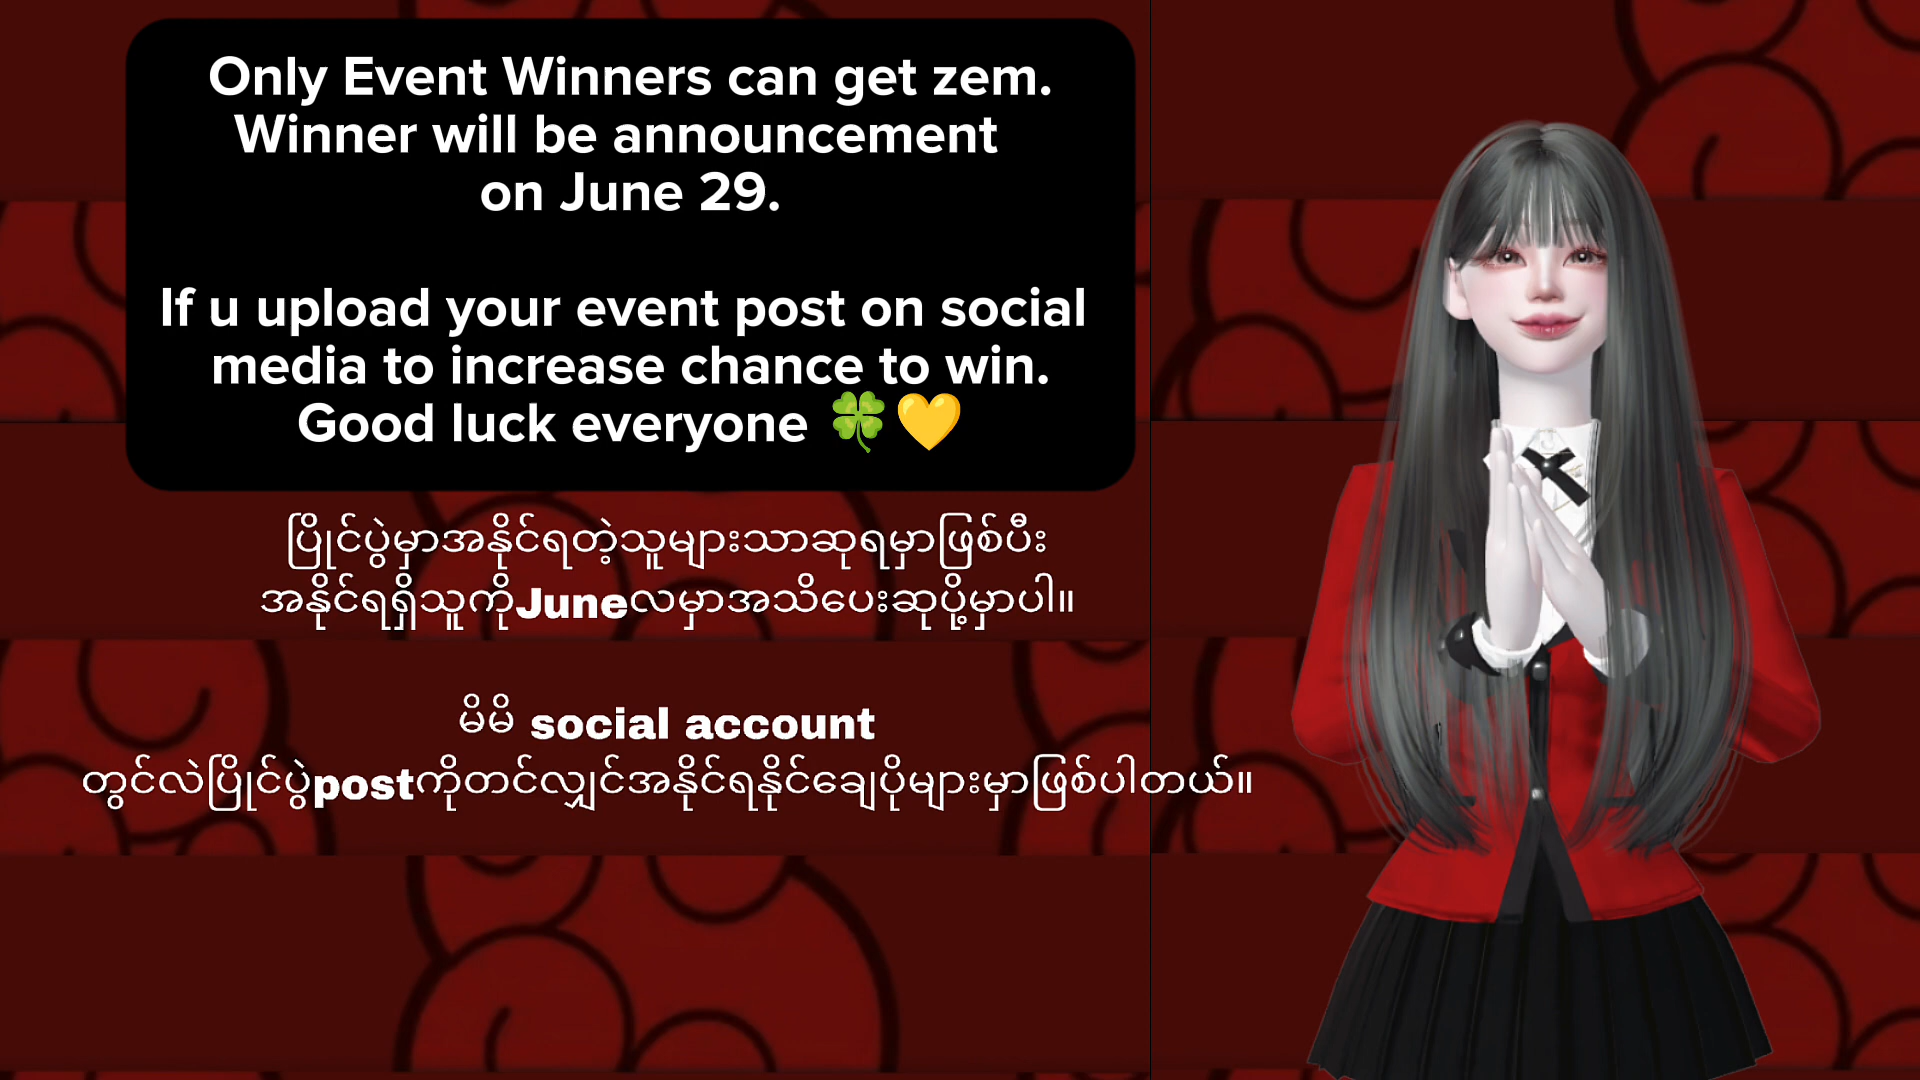 Only Event Winners can get zem.
Winner will be announcement
on June 29.
If u upload your event post on social
media to increase chance to win.
Good luck everyone 🍀💛
ပြိုင်ပွဲမှာအနိုင်ရတဲ့သူများသာဆုရမှာဖြစ်ပီး
အနိုင်ရရှိသူကိုJuneလမှာအသိပေးဆုပို့မှာပါ။
မိမိ social account
တွင်လဲပြိုင်ပွဲpostကိုတင်လျှင်အနိုင်ရနိုင်ချေပိုများမှာဖြစ်ပါတယ်။